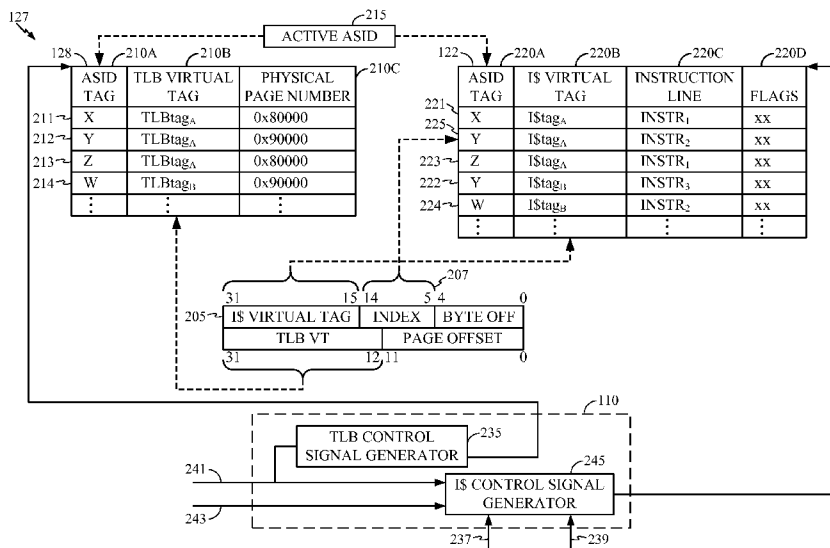 127
215
ACTIVE ASID
128 210A 210B 210C
ASID TAG TLB VIRTUAL TAG PHYSICAL PAGE NUMBER
211 X TLBtagA 0x80000
212 Y TLBtagA 0x90000
213 Z TLBtagA 0x80000
214 W TLBtagB 0x90000
⋮ ⋮ ⋮
122 220A 220B 220C 220D
ASID TAG I$ VIRTUAL TAG INSTRUCTION LINE FLAGS
221 X I$tagA INSTR1 xx
225 Y I$tagA INSTR2 xx
223 Z I$tagA INSTR1 xx
222 Y I$tagB INSTR3 xx
224 W I$tagB INSTR2 xx
⋮ ⋮ ⋮ ⋮
207
31 15 14 5 4 0
205 I$ VIRTUAL TAG INDEX BYTE OFF
TLB VT PAGE OFFSET
31 12 11 0
110
TLB CONTROL
SIGNAL GENERATOR
235
241
245
I$ CONTROL SIGNAL
GENERATOR
243
237 239